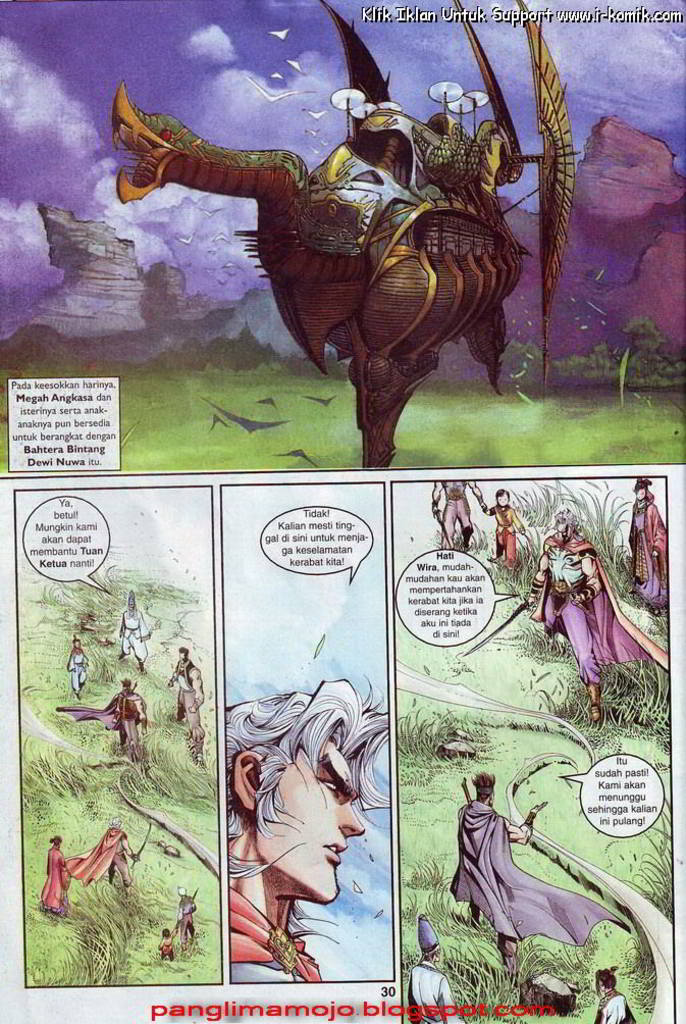 Klik Iklan Untuk Support www.i-komik.com
Pada keesokkan harinya,
Megah Angkasa dan
isterinya serta anak-
anaknya pun bersedia
untuk berangkat dengan
Bahtera Bintang
Dewi Nuwa itu.
Ya,
betul!
Mungkin kami
akan dapat
membantu Tuan
Ketua nanti!
Tidak!
Kalian mesti ting-
gal di sini untuk menja-
ga keselamatan
kerabat kita!
Hati
Wira, mudah-
mudahan kau akan
mempertahankan
kerabat kita jika ia
diserang ketika
aku ini tiada
di sini!
Itu
sudah pasti!
Kami akan
menunggu
sehingga kalian
ini pulang!
30
panglimamojo.blogspot.com